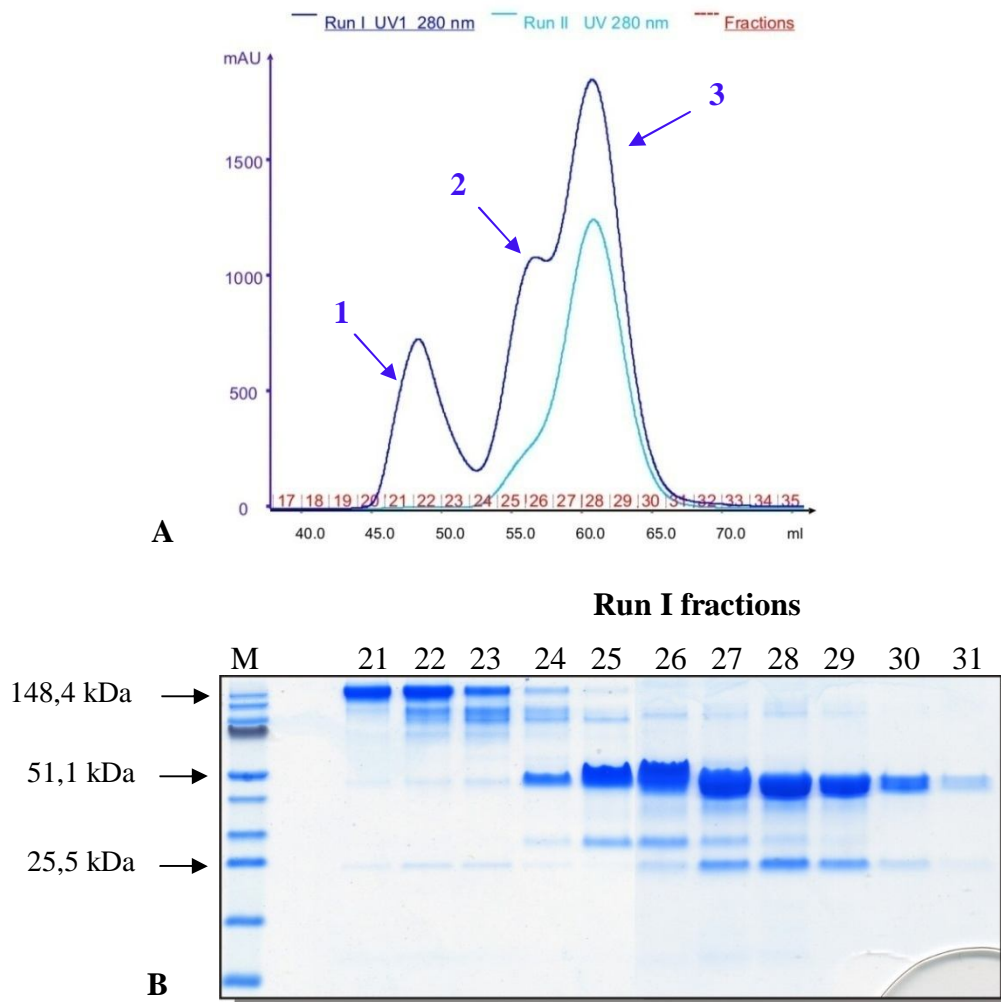 Run I UV1 280 nm Run II UV 280 nm Fractions
mAU
3
1500
2
1000
1
500
0
17 18 19 20 21 22 23 24 25 26 27 28 29 30 31 32 33 34 35
40.0 45.0 50.0 55.0 60.0 65.0 70.0 ml
A
Run I fractions
M 21 22 23 24 25 26 27 28 29 30 31
148,4 kDa
51,1 kDa
25,5 kDa
B